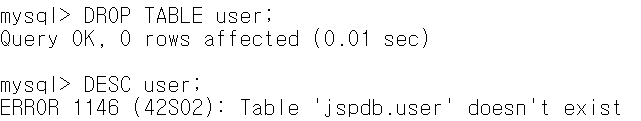 mysql> DROP TABLE user;
Query OK, 0 rows affected (0.01 sec)
mysql> DESC user;
ERROR 1146 (42S02): Table 'jspdb.user' doesn't exist